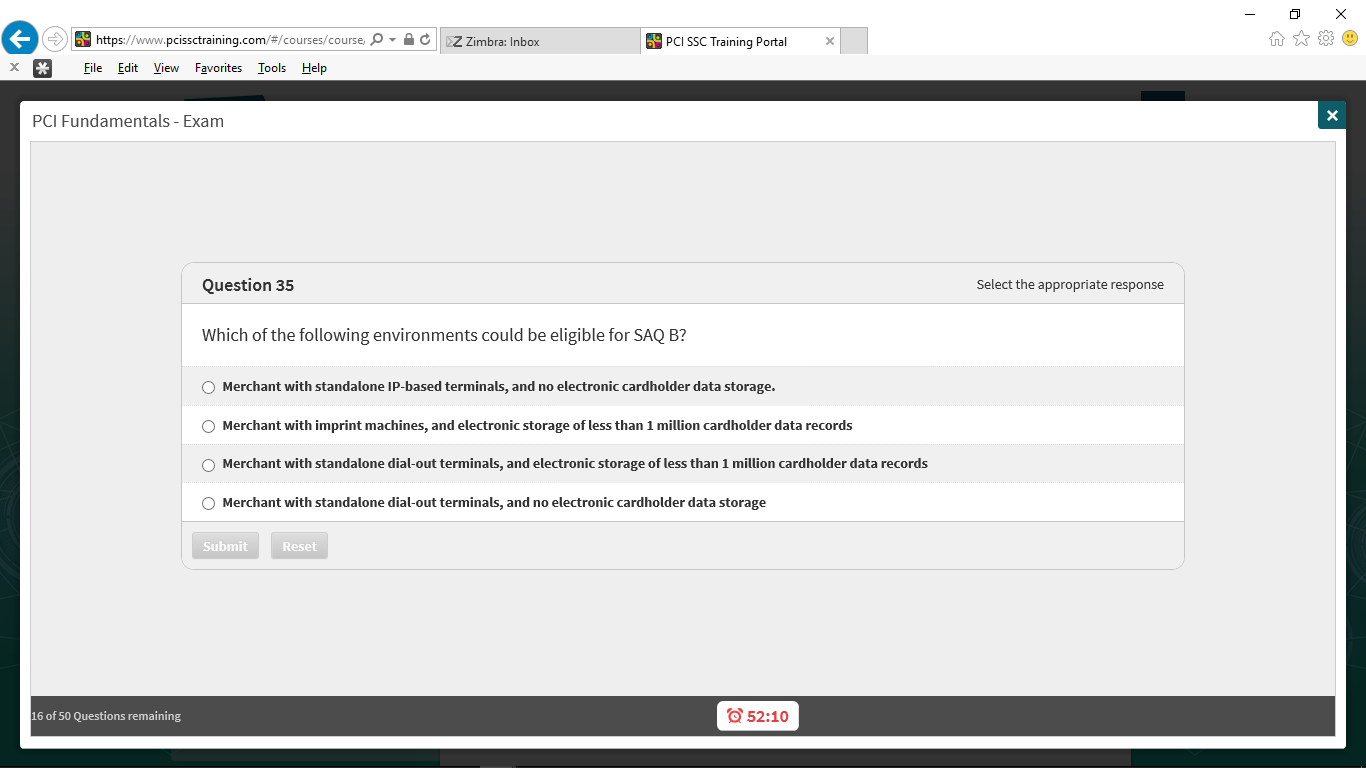 https://www.pcissctraining.com/#/courses/course,
Zimbra: Inbox
PCI SSC Training Portal
File Edit View Favorites Tools Help
PCI Fundamentals - Exam
Question 35
Select the appropriate response
Which of the following environments could be eligible for SAQ B?
Merchant with standalone IP-based terminals, and no electronic cardholder data storage.
Merchant with imprint machines, and electronic storage of less than 1 million cardholder data records
Merchant with standalone dial-out terminals, and electronic storage of less than 1 million cardholder data records
Merchant with standalone dial-out terminals, and no electronic cardholder data storage
Submit Reset
16 of 50 Questions remaining
52:10